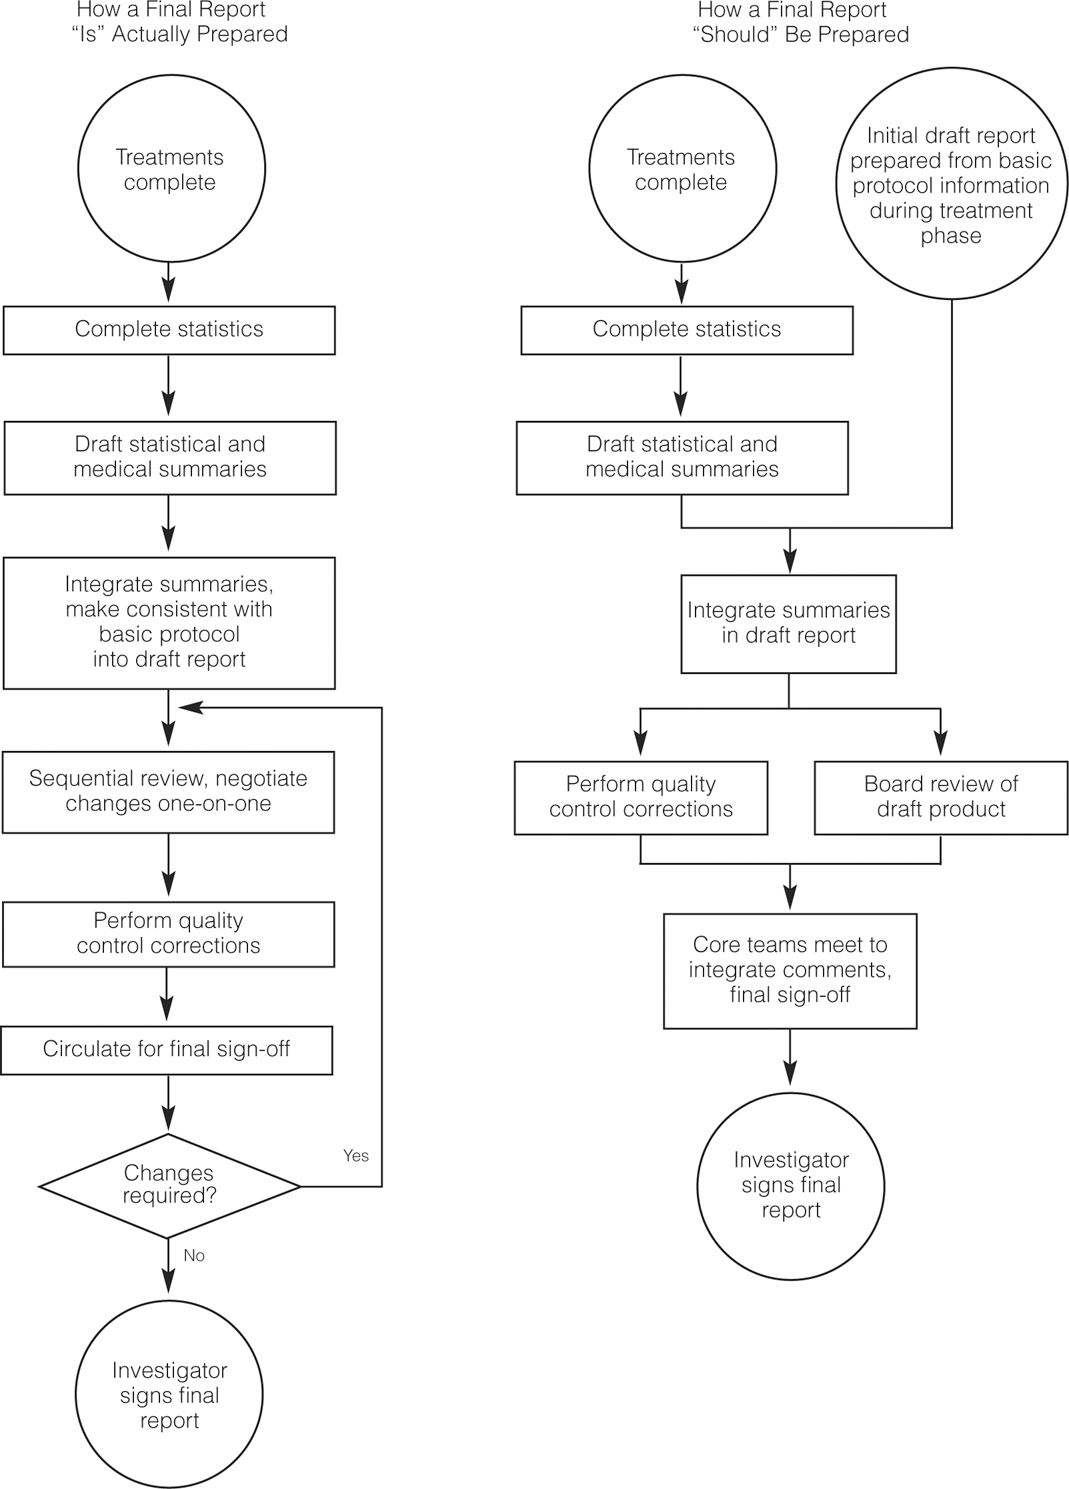 How a Final Report
“Is” Actually Prepared
Treatments
complete
Complete statistics
Draft statistical and
medical summaries
Integrate summaries,
make consistent with
basic protocol
into draft report
Sequential review, negotiate
changes one-on-one
Perform quality
control corrections
Circulate for final sign-off
Changes
required?
Yes
No
Investigator
signs final
report
How a Final Report
“Should” Be Prepared
Treatments
complete
Initial draft report
prepared from basic
protocol information
during treatment
phase
Complete statistics
Draft statistical and
medical summaries
Integrate summaries
in draft report
Perform quality
control corrections
Board review of
draft product
Core teams meet to
integrate comments,
final sign-off
Investigator
signs final
report